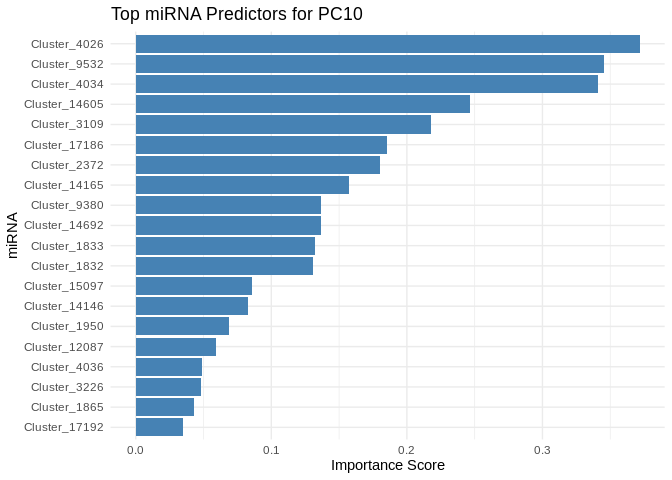 Top miRNA Predictors for PC10
Cluster_4026
Cluster_9532
Cluster_4034
Cluster_14605
Cluster_3109
Cluster_17186
Cluster_2372
Cluster_14165
Cluster_9380
Cluster_14692
Cluster_1833
Cluster_1832
Cluster_15097
Cluster_14146
Cluster_1950
Cluster_12087
Cluster_4036
Cluster_3226
Cluster_1865
Cluster_17192
miRNA
0.0 0.1 0.2 0.3
Importance Score